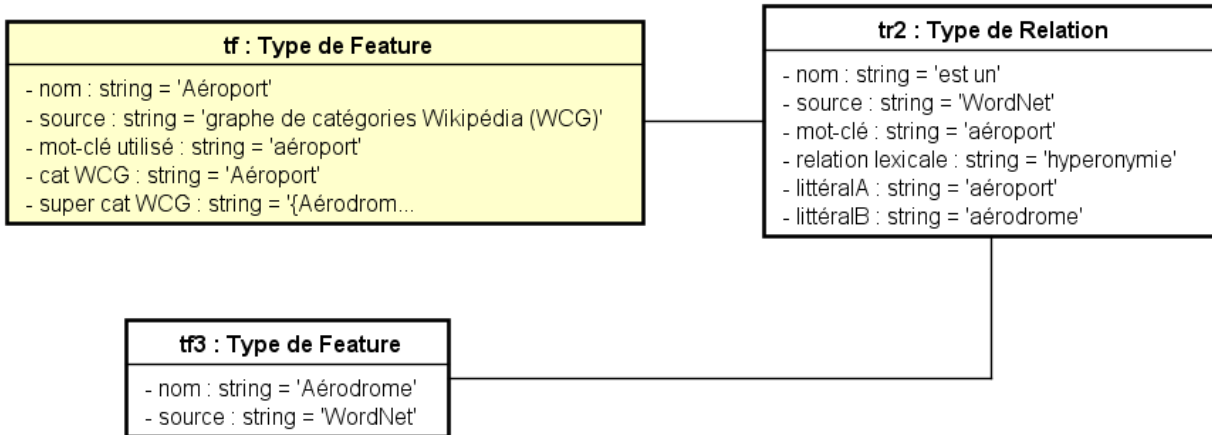 tf : Type de Feature
- nom : string = 'Aéroport'
- source : string = 'graphe de catégories Wikipédia (WCG)'
- mot-clé utilisé : string = 'aéroport'
- cat WCG : string = 'Aéroport'
- super cat WCG : string = '{Aérodrom...
tr2 : Type de Relation
- nom : string = 'est un'
- source : string = 'WordNet'
- mot-clé : string = 'aéroport'
- relation lexicale : string = 'hyperonymie'
- littéralA : string = 'aéroport'
- littéralB : string = 'aérodrome'
tf3 : Type de Feature
- nom : string = 'Aérodrome'
- source : string = 'WordNet'